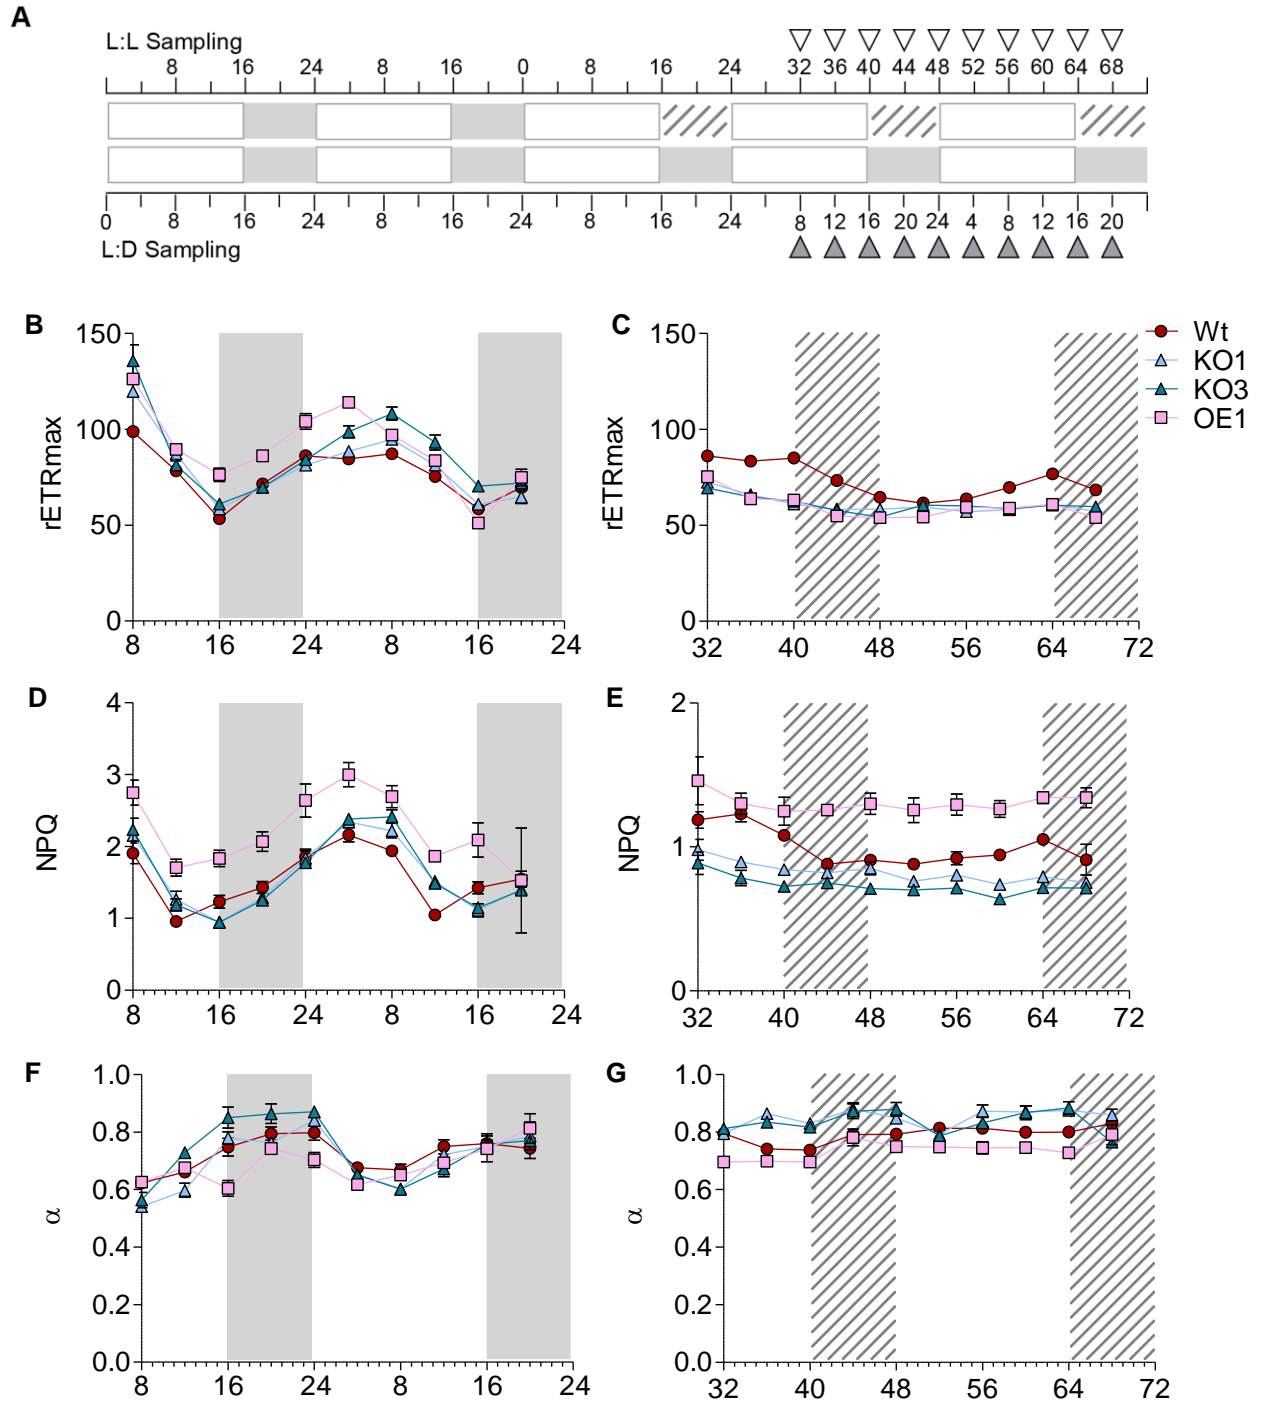 A
L:L Sampling
8 16 24 8 16 0 8 16 24 32 36 40 44 48 52 56 60 64 68
0 8 16 24 8 16 24 8 16 24 8 12 16 20 24 4 8 12 16 20
L:D Sampling
B
rETRmax
150
100
50
0
8 16 24 8 16 24
C
rETRmax
150
100
50
0
32 40 48 56 64 72
Wt
KO1
KO3
OE1
D
NPQ
4
3
2
1
0
8 16 24 8 16 24
E
NPQ
2
1
0
32 40 48 56 64 72
F
α
1.0
0.8
0.6
0.4
0.2
0.0
8 16 24 8 16 24
G
α
1.0
0.8
0.6
0.4
0.2
0.0
32 40 48 56 64 72